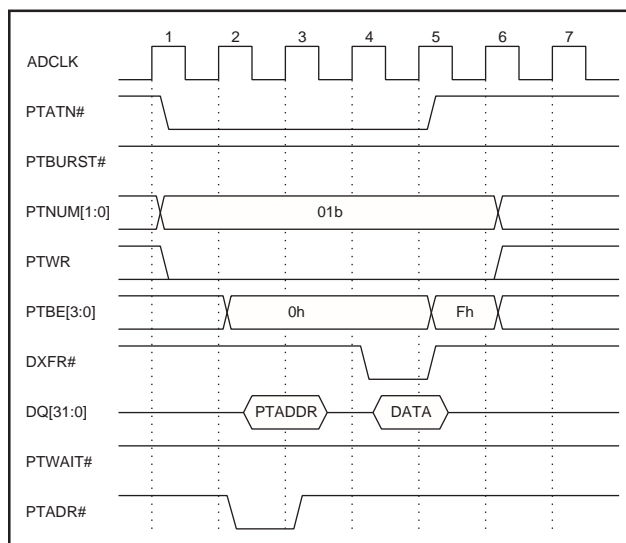 1 2 3 4 5 6 7
ADCLK
PTATN#
PTBURST#
PTNUM[1:0] 01b
PTWR
PTBE[3:0] 0h Fh
DXFR#
DQ[31:0] PTADDR DATA
PTWAIT#
PTADR#